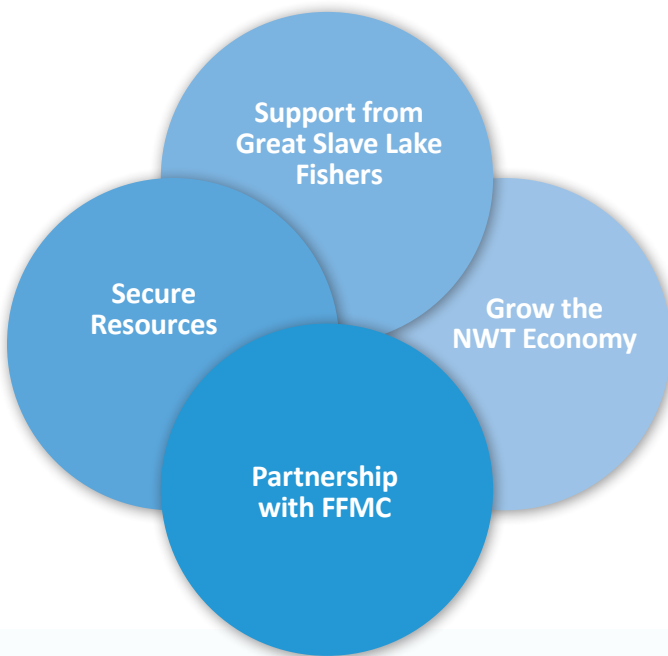 Support from
Great Slave Lake
Fishers
Secure
Resources
Grow the
NWT Economy
Partnership
with FFMC